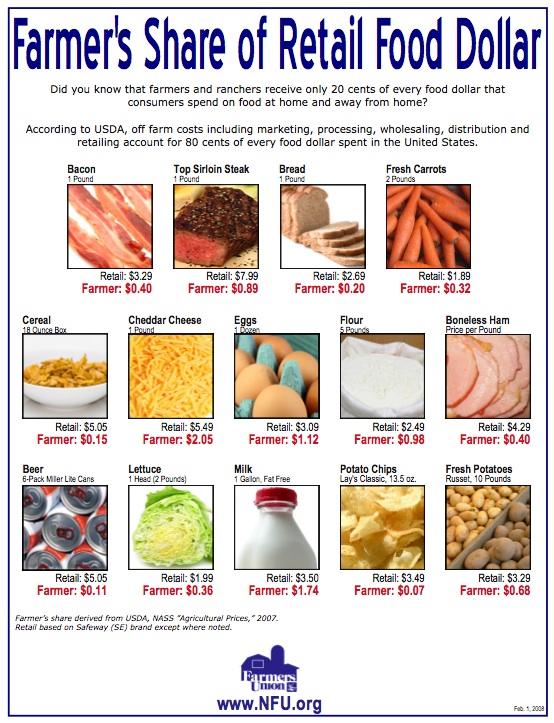 Farmer's Share of Retail Food Dollar
Did you know that farmers and ranchers receive only 20 cents of every food dollar that
consumers spend on food at home and away from home?
According to USDA, off farm costs including marketing, processing, wholesaling, distribution and
retailing account for 80 cents of every food dollar spent in the United States.
Bacon
1 Pound
Retail: $3.29
Farmer: $0.40
Top Sirloin Steak
1 Pound
Retail: $7.99
Farmer: $0.89
Bread
1 Pound
Retail: $2.69
Farmer: $0.20
Fresh Carrots
2 Pounds
Retail: $1.89
Farmer: $0.32
Cereal
18 Ounce Box
Retail: $5.05
Farmer: $0.15
Cheddar Cheese
1 Pound
Retail: $5.49
Farmer: $2.05
Eggs
1 Dozen
Retail: $3.09
Farmer: $1.12
Flour
5 Pounds
Retail: $2.49
Farmer: $0.98
Boneless Ham
Price per Pound
Retail: $4.29
Farmer: $0.40
Beer
6-Pack Miller Lite Cans
Retail: $5.05
Farmer: $0.11
Lettuce
1 Head (2 Pounds)
Retail: $1.99
Farmer: $0.36
Milk
1 Gallon, Fat Free
Retail: $3.50
Farmer: $1.74
Potato Chips
Lay's Classic, 13.5 oz.
Retail: $3.49
Farmer: $0.07
Fresh Potatoes
Russet, 10 Pounds
Retail: $3.29
Farmer: $0.68
Farmer's share derived from USDA, NASS "Agricultural Prices," 2007.
Retail based on Safeway (SE) brand except where noted.
Farmers
Union
www.NFU.org
Feb. 1, 2008